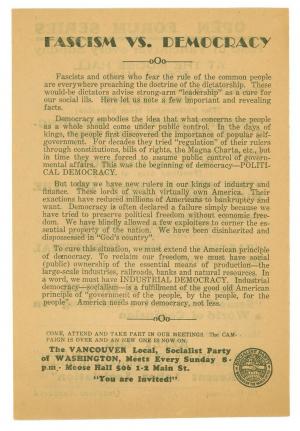 FASCISM VS. DEMOCRACY
oOo
Fascists and others who fear the rule of the common people
are everywhere preaching the doctrine of the dictatorship. These
would-be dictators advise strong-arm "leadership" as a cure for
our social ills. Here let us note a few important and revealing
facts.
Democracy embodies the idea that what concerns the people
as a whole should come under public control. In the days of
kings, the people first discovered the importance of popular self-
government. For decades they tried "regulation" of their rulers
through constitutions, bills of rights, the Magna Charta, etc., but
in time they were forced to assume public control of govern-
mental affairs. This was the beginning of democracy—POLITI-
CAL DEMOCRACY.
But today we have new rulers in our kings of industry and
finance. These lords of wealth virtually own America. Their
exactions have reduced millions of Americans to bankruptcy and
want. Democracy is often declared a failure simply because we
have tried to preserve political freedom without economic free-
dom. We have blindly allowed a few exploiters to corner the es-
sential property of the nation. We have been disinherited and
dispossessed in "God's country".
To cure this situation, we must extend the American principle
of democracy. To reclaim our freedom, we must have social
(public) ownership of the essential means of production—the
large-scale industries, railroads, banks and natural resources. In
a word, we must have INDUSTRIAL DEMOCRACY. Industrial
democracy—socialism—is a fulfillment of the good old American
principle of "government of the people, by the people, for the
people". America needs more democracy, not less.
oOo
COME, ATTEND AND TAKE PART IN OUR MEETINGS. THE CAM-
PAIGN IS OVER AND A NEW ONE IS NOW ON:
The VANCOUVER Local, Socialist Party
of WASHINGTON, Meets Every Sunday 8-
p.m. - Moose Hall 506 1-2 Main St.
"You are Invited!"